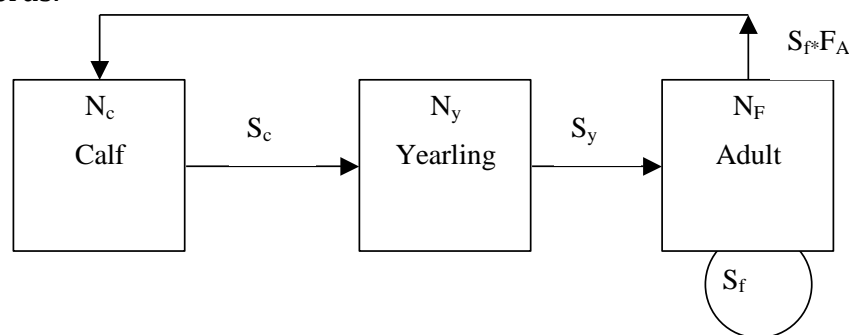 S_f*F_A
N_c
Calf
S_c
N_y
Yearling
S_y
N_F
Adult
S_f